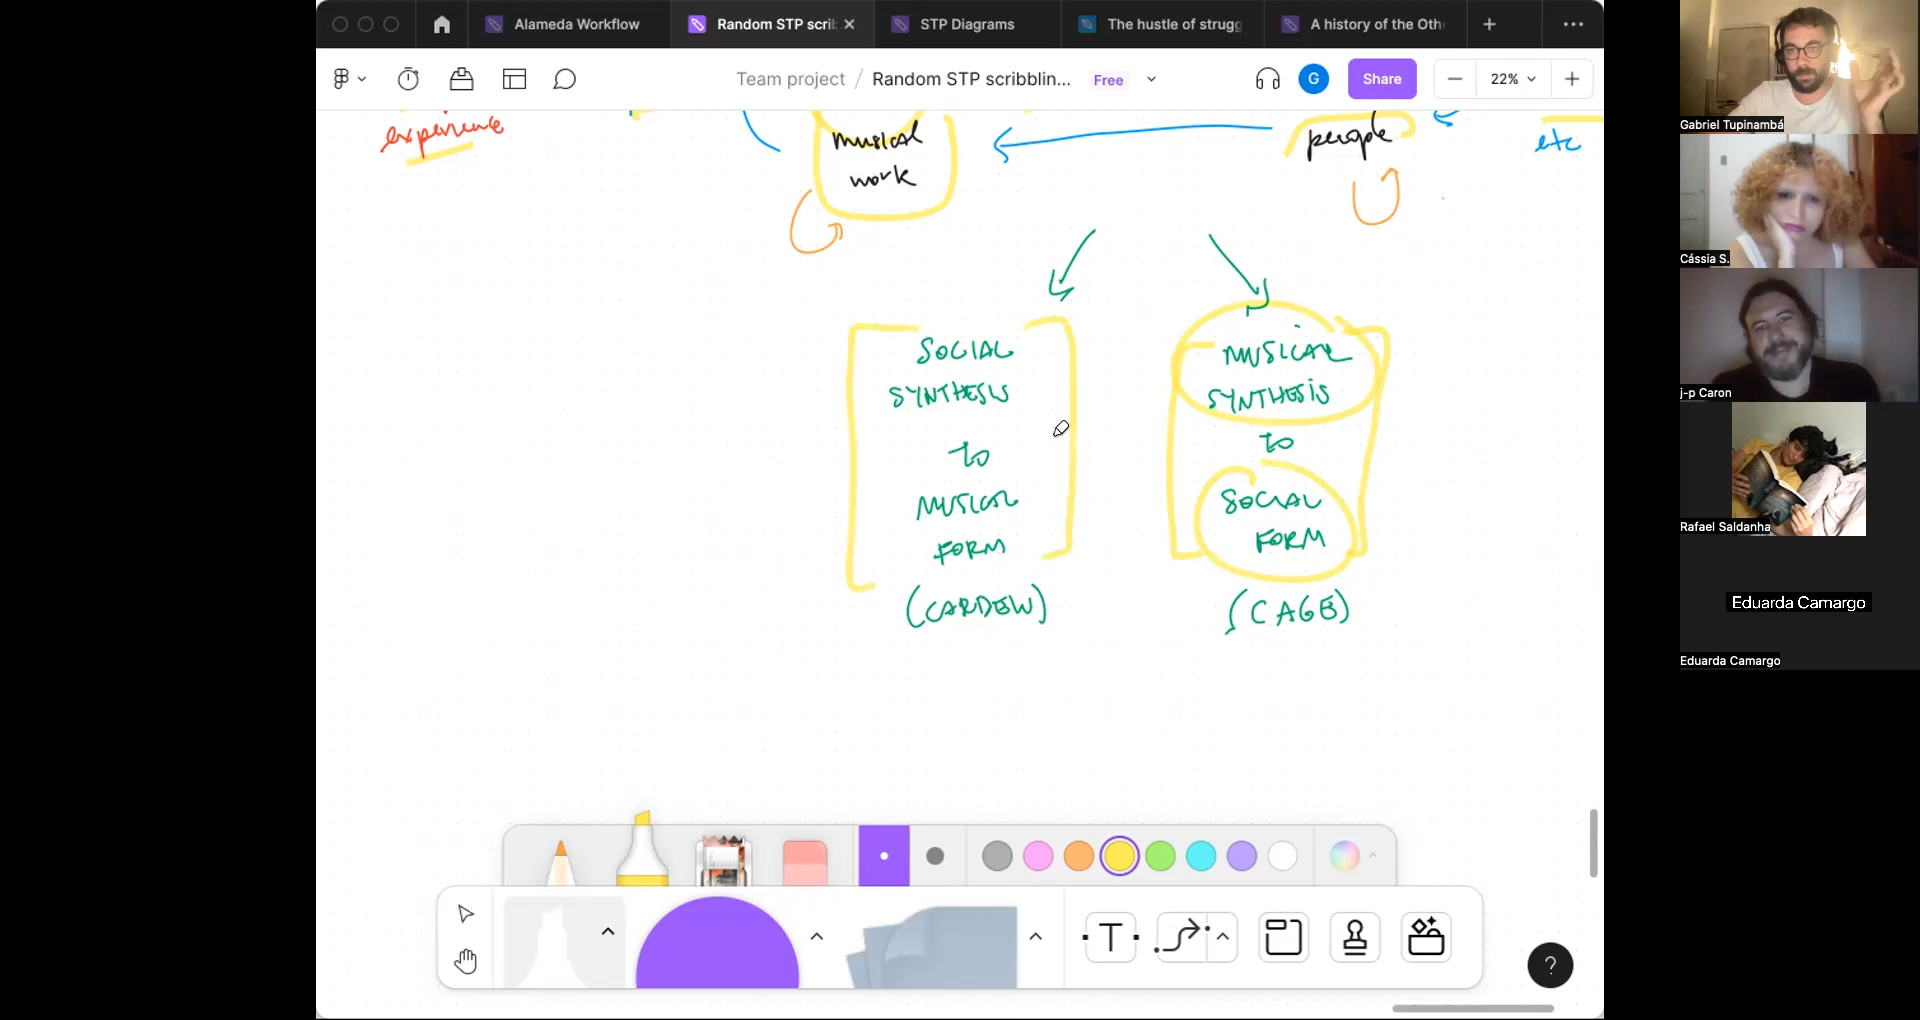 Alameda Workflow
Random STP scrib
STP Diagrams
The hustle of strugg
A history of the Oth
Team project / Random STP scribblin... Free
G
Share
22%
experience
musical
work
people
etc
SOCIAL
SYNTHESIS
to
MUSICAL
FORM
(CARDEW)
MUSICAL
SYNTHESIS
to
SOCIAL
FORM
(CAGE)
T
?
Gabriel Tupinambá
Cássia S.
j-p Caron
Rafael Saldanha
Eduarda Camargo
Eduarda Camargo